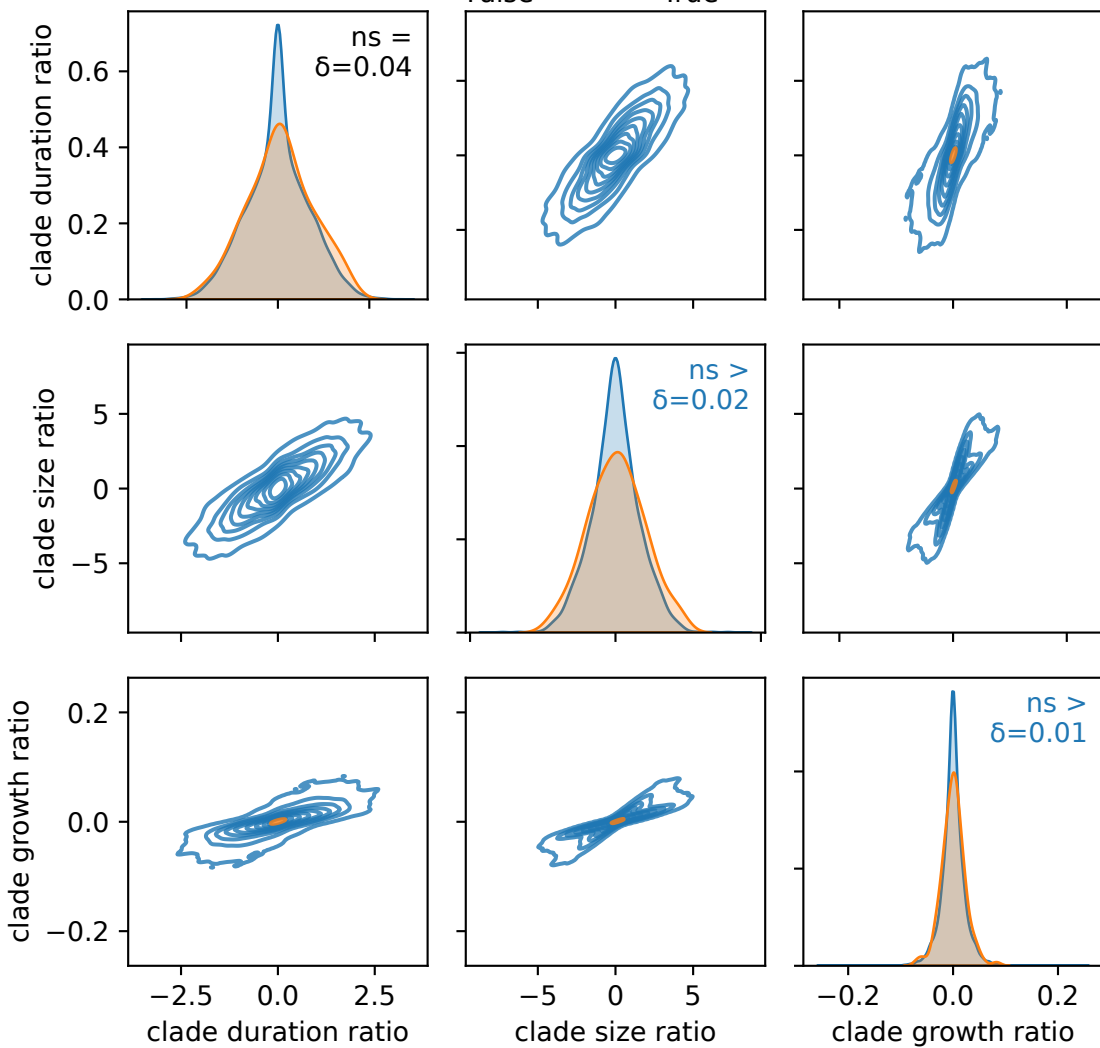 clade duration ratio
0.6
0.4
0.2
0.0
ns =
δ=0.04
clade size ratio
5
0
−5
ns >
δ=0.02
clade growth ratio
0.2
0.0
−0.2
ns >
δ=0.01
−2.5 0.0 2.5
−5 0 5
−0.2 0.0 0.2
clade duration ratio
clade size ratio
clade growth ratio